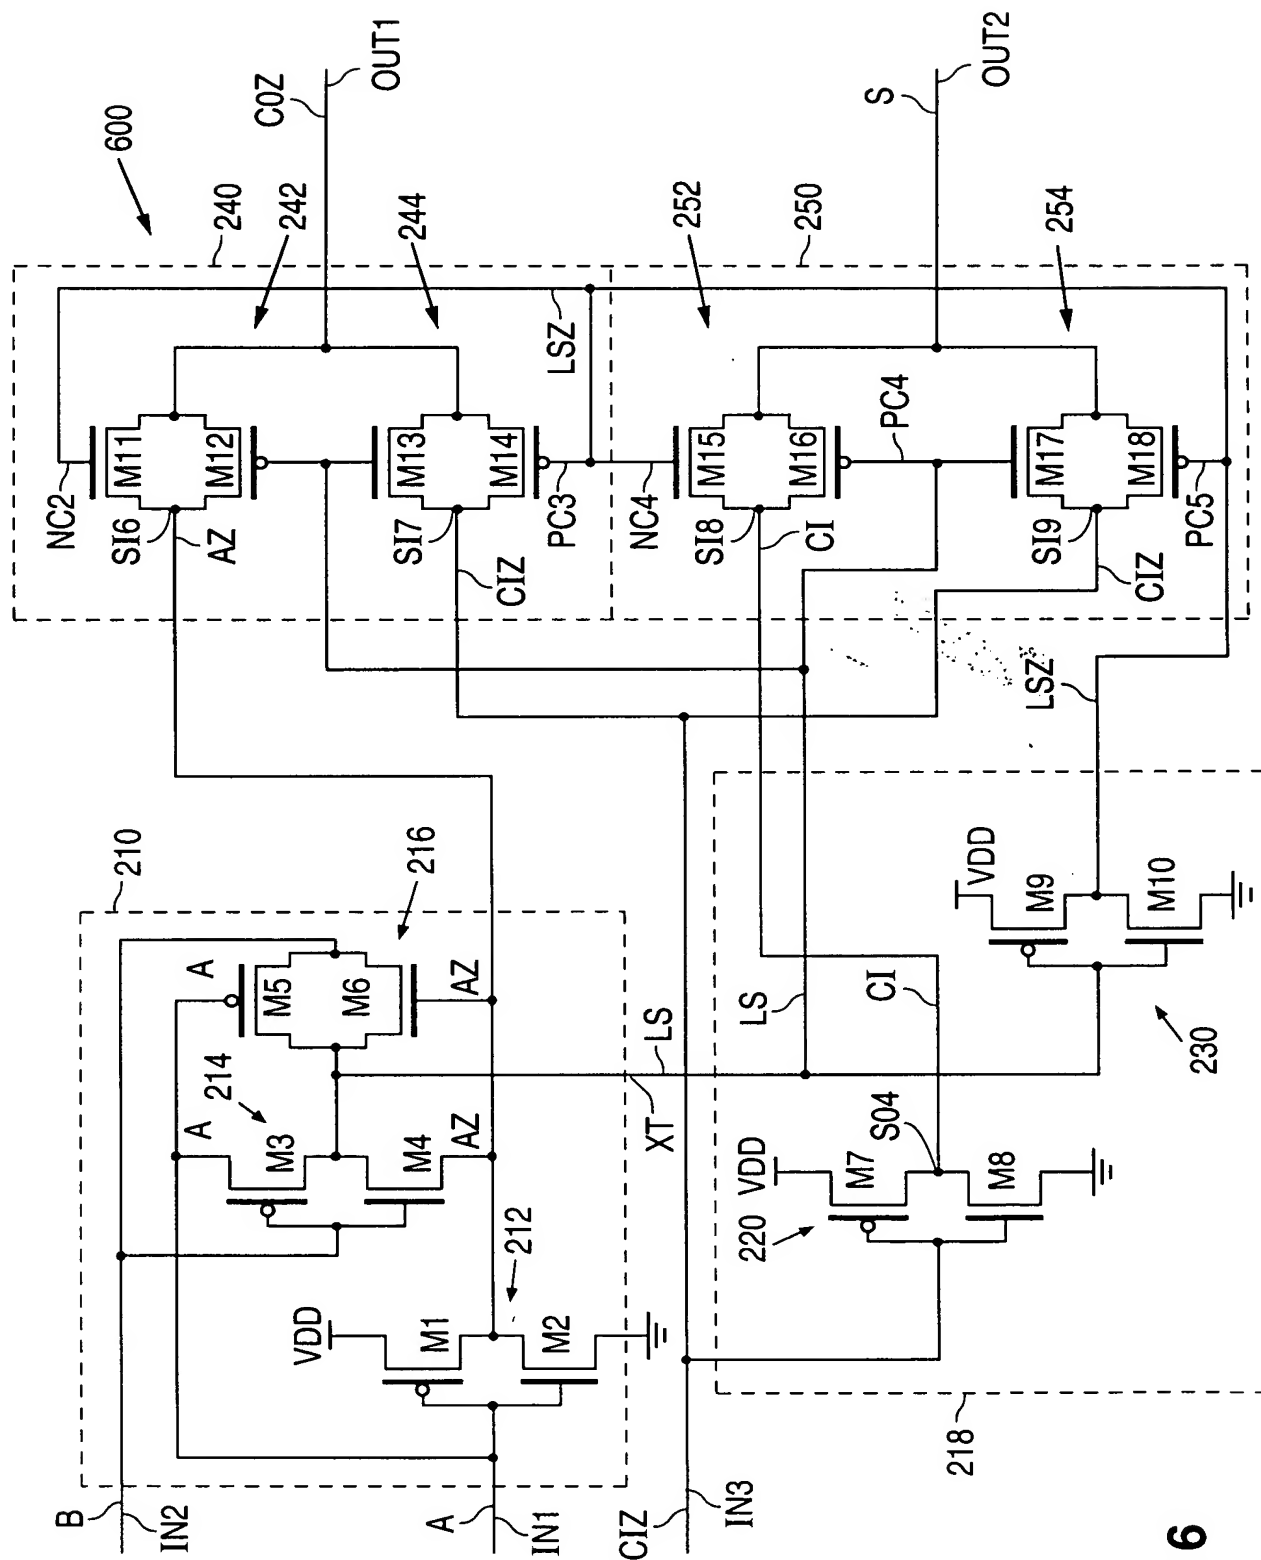 600
240
242
244
252
250
254
C0Z
OUT1
S
OUT2
NC2
M11
M12
SI6
AZ
M13
M14
SI7
CIZ
PC3
LSZ
NC4
M15
M16
SI8
CI
PC4
M17
M18
SI9
CIZ
PC5
LSZ
210
216
A
M5
M6
AZ
214
A
M3
M4
AZ
212
VDD
M1
M2
LS
XT
LS
CI
VDD
M9
M10
230
S04
VDD
M7
M8
220
218
B
IN2
A
IN1
CIZ
IN3
6